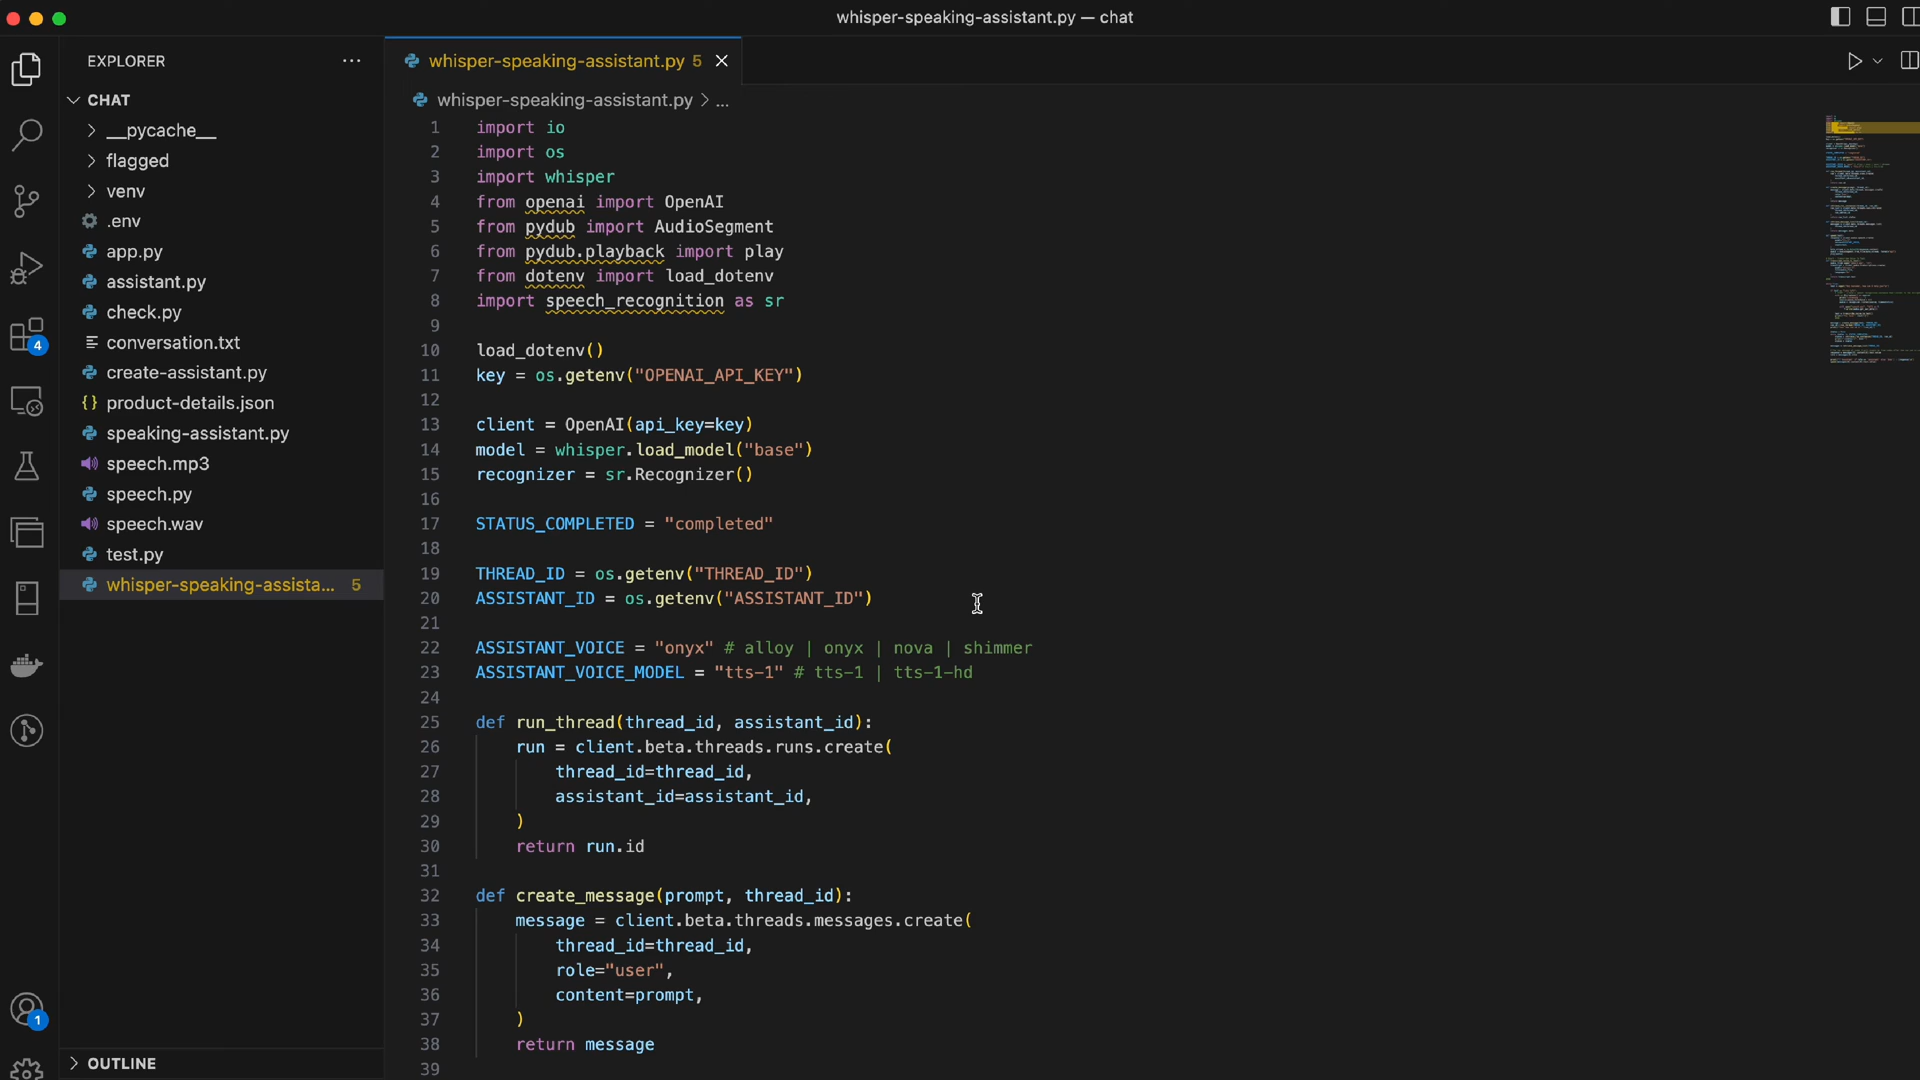 whisper-speaking-assistant.py — chat
EXPLORER
CHAT
__pycache__
flagged
venv
.env
app.py
assistant.py
check.py
conversation.txt
create-assistant.py
{} product-details.json
speaking-assistant.py
speech.mp3
speech.py
speech.wav
test.py
whisper-speaking-assista... 5
OUTLINE
4
1
whisper-speaking-assistant.py 5
whisper-speaking-assistant.py > ...
1 import io
2 import os
3 import whisper
4 from openai import OpenAI
5 from pydub import AudioSegment
6 from pydub.playback import play
7 from dotenv import load_dotenv
8 import speech_recognition as sr
9
10 load_dotenv()
11 key = os.getenv("OPENAI_API_KEY")
12
13 client = OpenAI(api_key=key)
14 model = whisper.load_model("base")
15 recognizer = sr.Recognizer()
16
17 STATUS_COMPLETED = "completed"
18
19 THREAD_ID = os.getenv("THREAD_ID")
20 ASSISTANT_ID = os.getenv("ASSISTANT_ID")
21
22 ASSISTANT_VOICE = "onyx" # alloy | onyx | nova | shimmer
23 ASSISTANT_VOICE_MODEL = "tts-1" # tts-1 | tts-1-hd
24
25 def run_thread(thread_id, assistant_id):
26 run = client.beta.threads.runs.create(
27 thread_id=thread_id,
28 assistant_id=assistant_id,
29 )
30 return run.id
31
32 def create_message(prompt, thread_id):
33 message = client.beta.threads.messages.create(
34 thread_id=thread_id,
35 role="user",
36 content=prompt,
37 )
38 return message
39